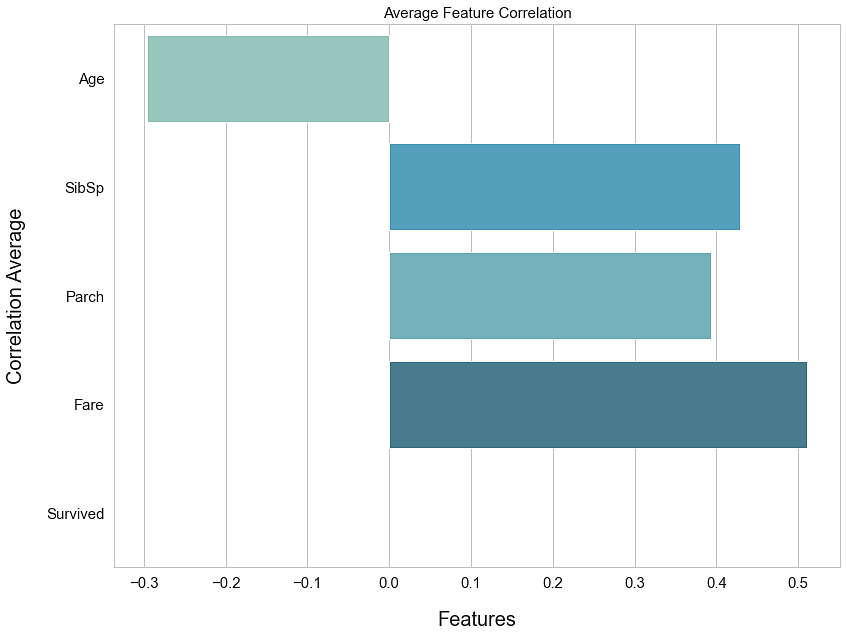 Average Feature Correlation
Correlation Average
Age
SibSp
Parch
Fare
Survived
−0.3 −0.2 −0.1 0.0 0.1 0.2 0.3 0.4 0.5
Features